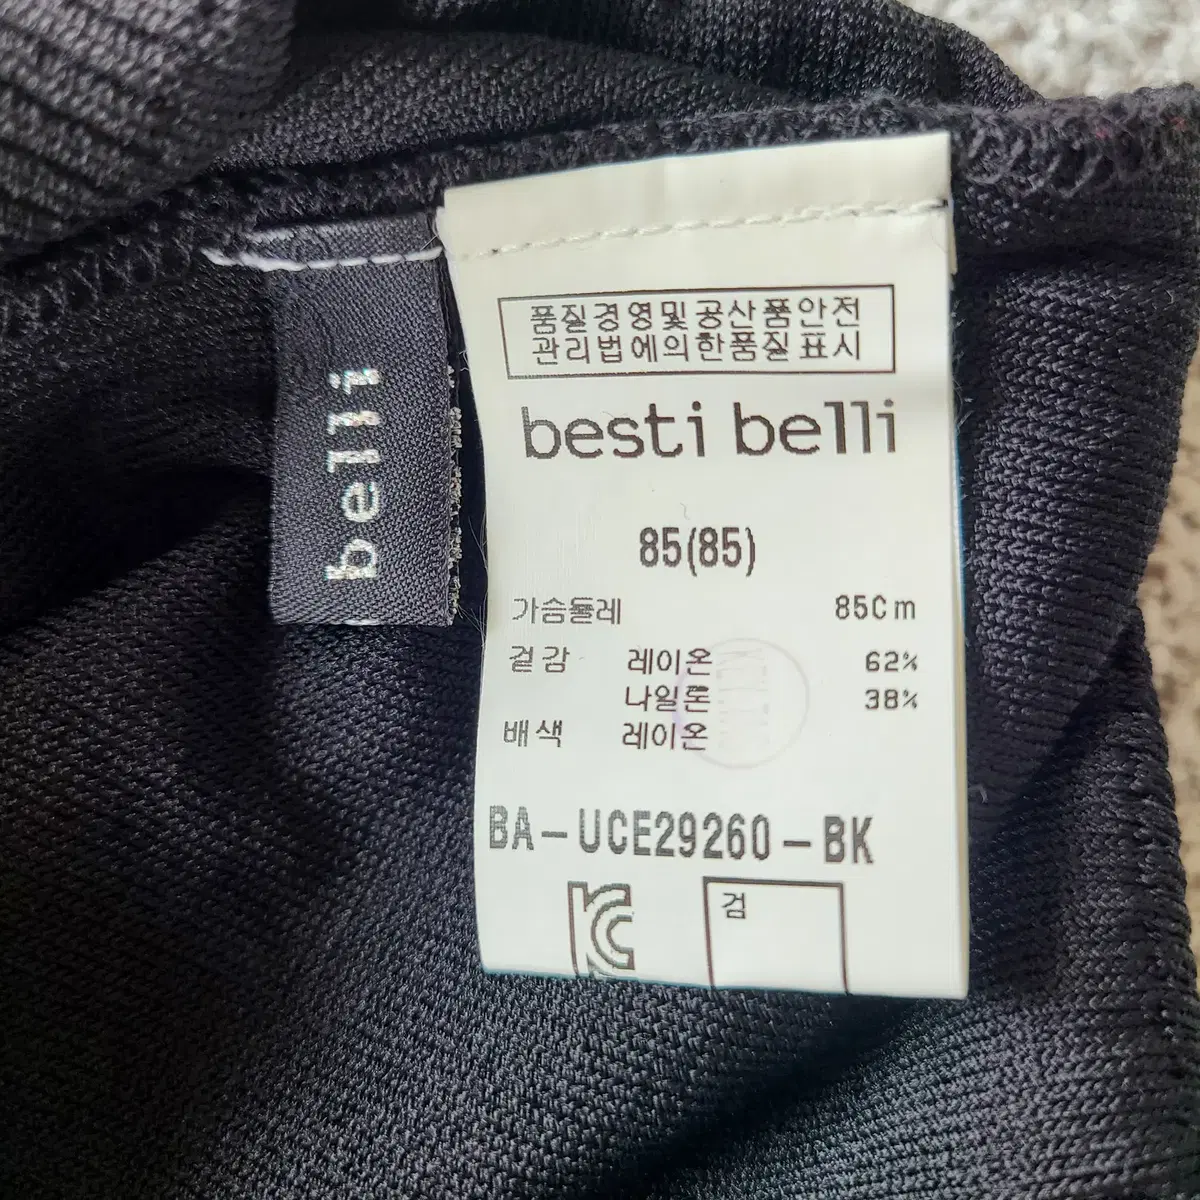 belli
품질경영및공산품안전
관리법에의한품질표시
besti belli
85(85)
가슴둘레 85Cm
겉감 레이온 62%
나일론 38%
배색 레이온
BA-UCE29260-BK
KC
검